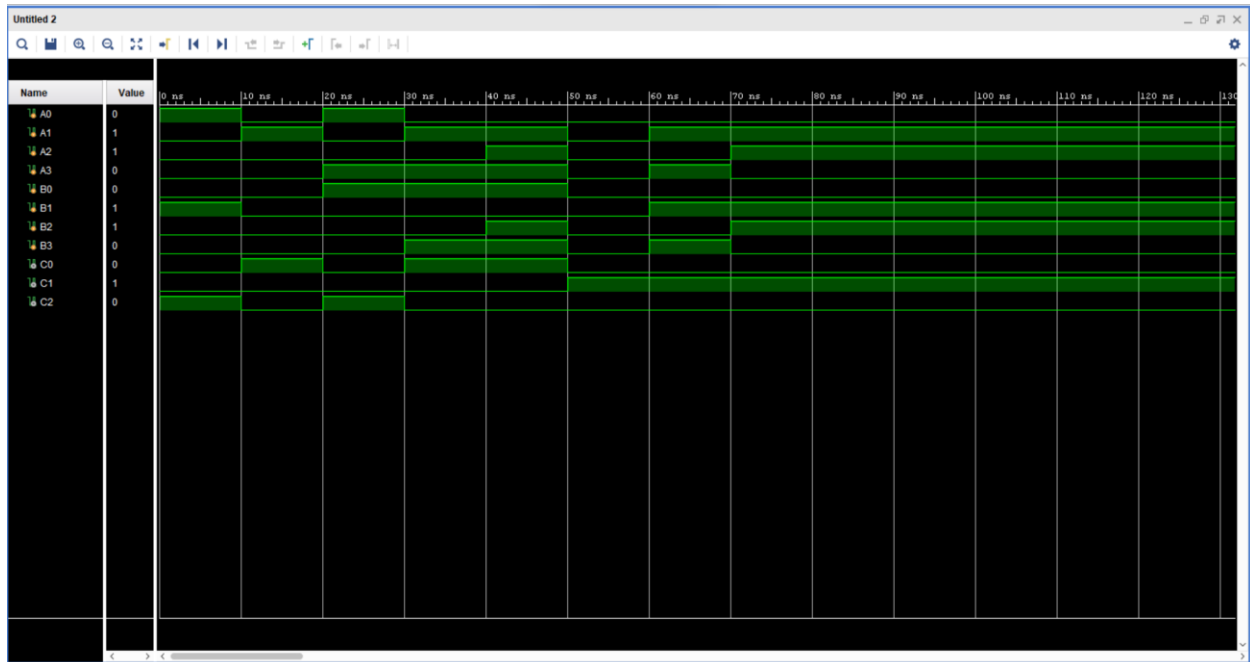 Untitled 2
Name Value
0 ns 10 ns 20 ns 30 ns 40 ns 50 ns 60 ns 70 ns 80 ns 90 ns 100 ns 110 ns 120 ns 130
A0 0
A1 1
A2 1
A3 0
B0 0
B1 1
B2 1
B3 0
C0 0
C1 1
C2 0